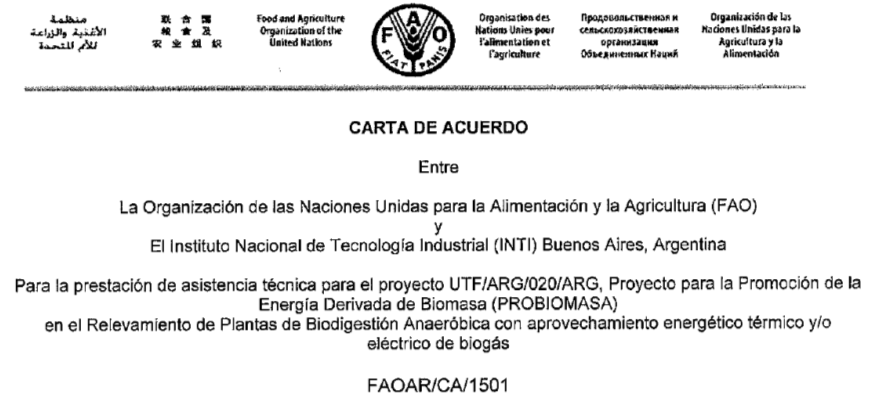 منظمة
الأغذية والزراعة
للأمم المتحدة
联合国
粮食及
农业组织
Food and Agriculture
Organization of the
United Nations
F A O
FIAT PANIS
Organisation des
Nations Unies pour
l'alimentation et
l'agriculture
Продовольственная и
сельскохозяйственная
организация
Объединенных Наций
Organización de las
Naciones Unidas para la
Agricultura y la
Alimentación
CARTA DE ACUERDO
Entre
La Organización de las Naciones Unidas para la Alimentación y la Agricultura (FAO)
y
El Instituto Nacional de Tecnología Industrial (INTI) Buenos Aires, Argentina
Para la prestación de asistencia técnica para el proyecto UTF/ARG/020/ARG, Proyecto para la Promoción de la
Energía Derivada de Biomasa (PROBIOMASA)
en el Relevamiento de Plantas de Biodigestión Anaeróbica con aprovechamiento energético térmico y/o
eléctrico de biogás
FAOAR/CA/1501